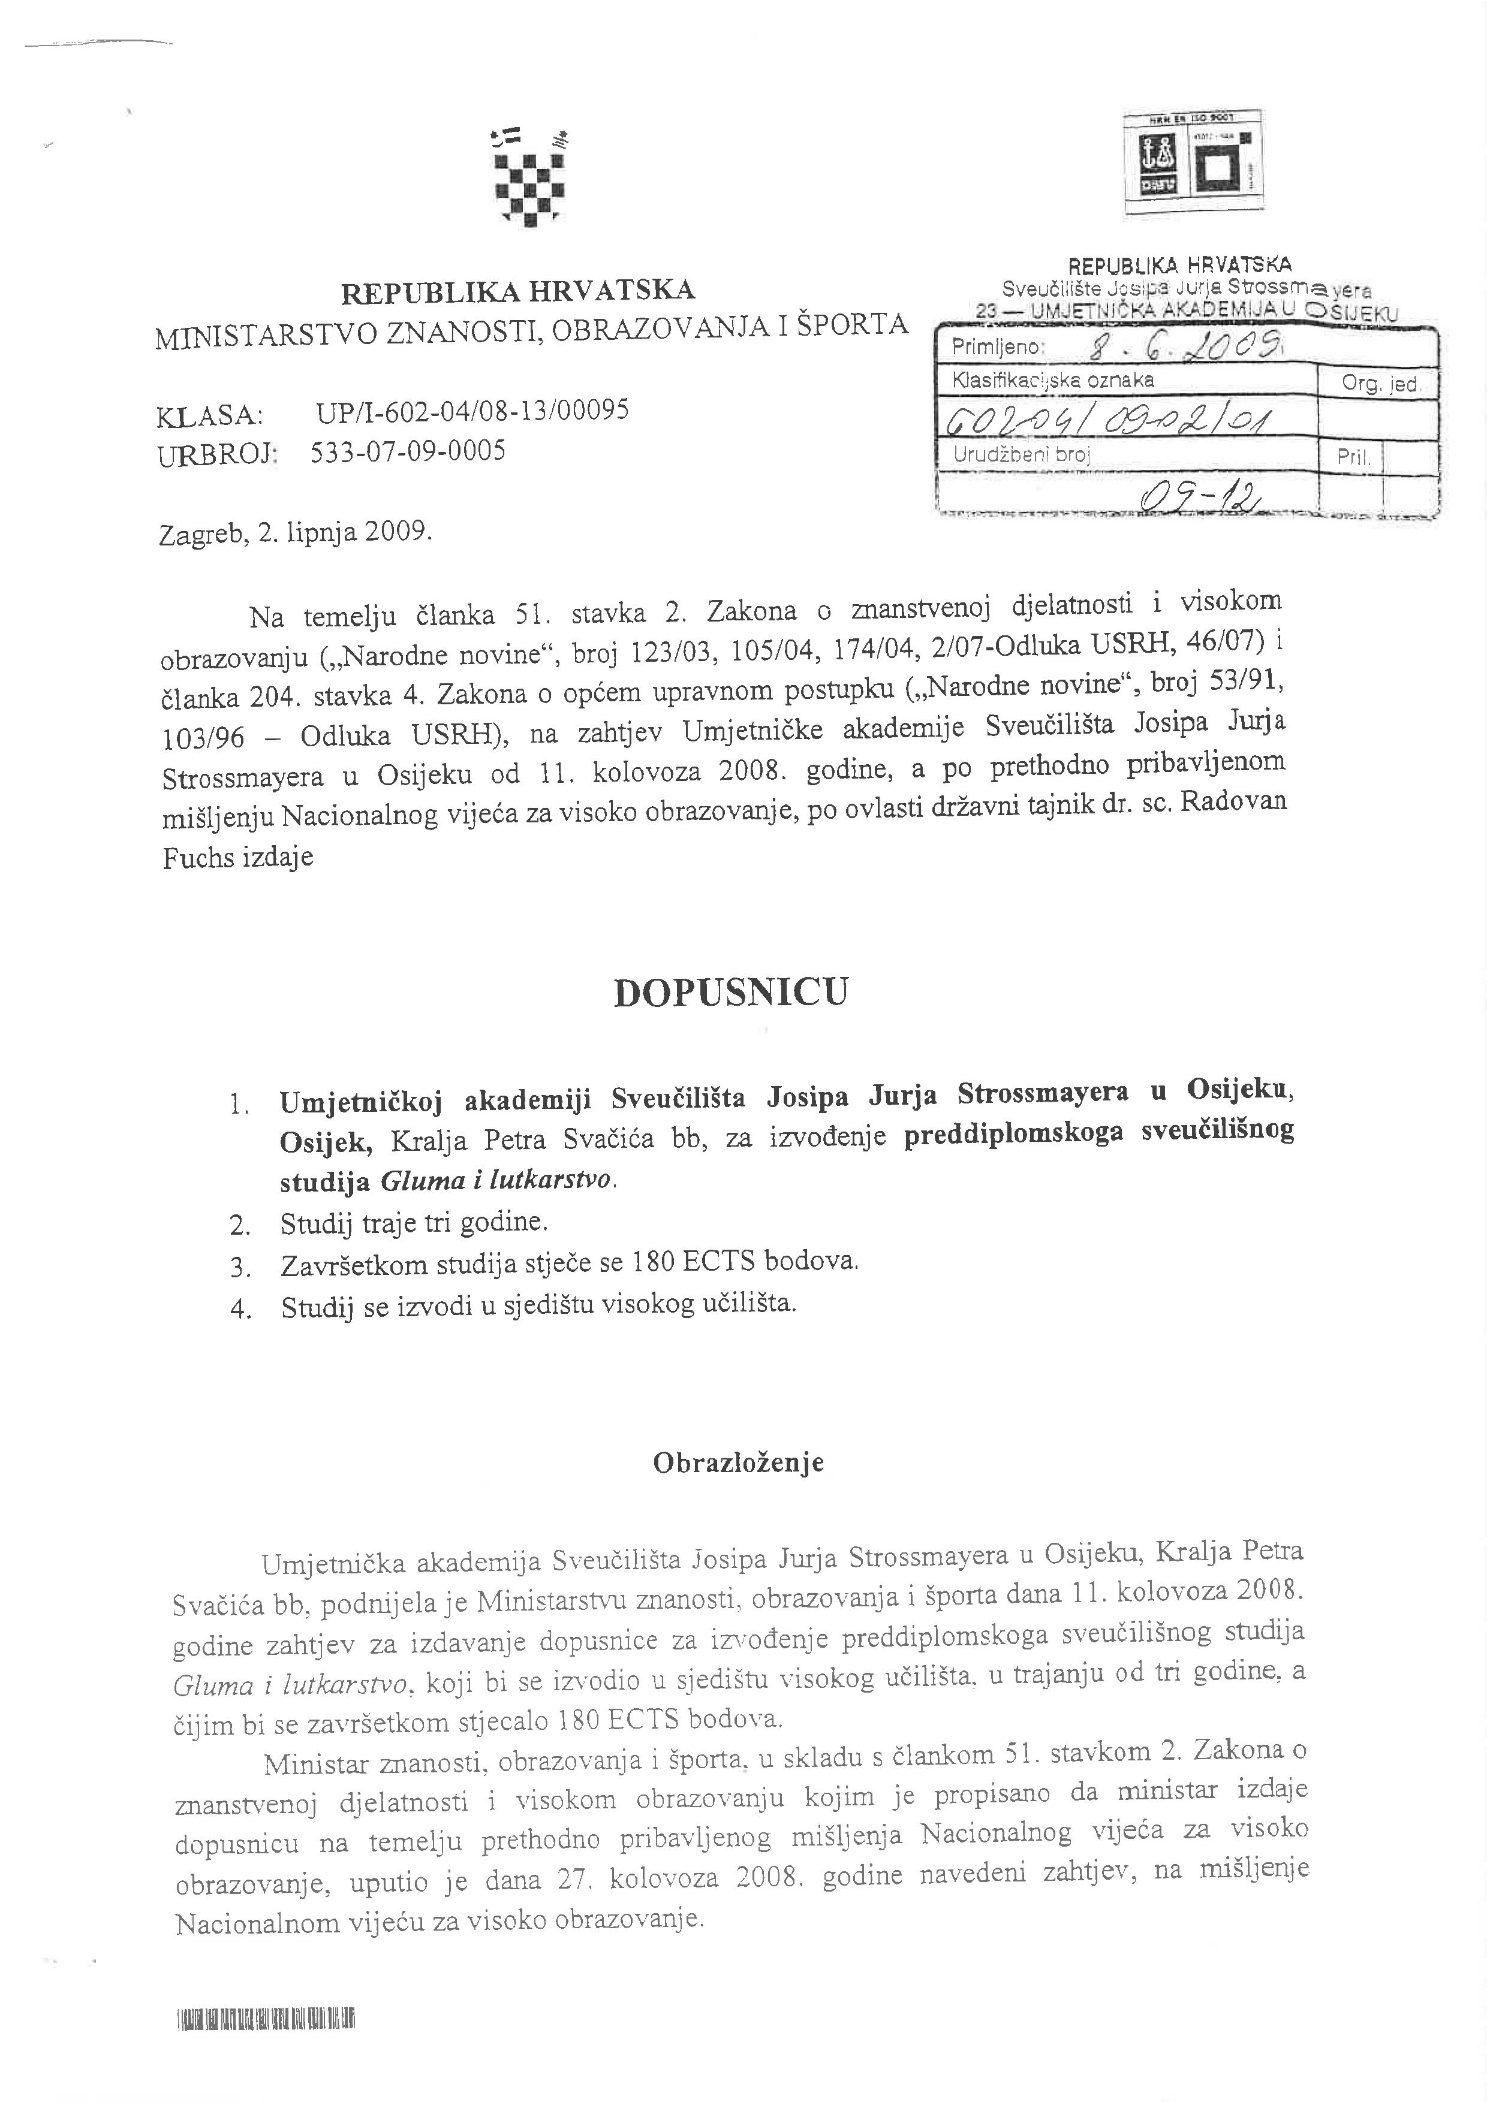 HRN EN ISO 9001
REPUBLIKA HRVATSKA
MINISTARSTVO ZNANOSTI, OBRAZOVANJA I ŠPORTA
KLASA: UP/I-602-04/08-13/00095
URBROJ: 533-07-09-0005
Zagreb, 2. lipnja 2009.
REPUBLIKA HRVATSKA
Sveučilište Josipa Jurja Strossmayera
23 — UMJETNIČKA AKADEMIJA U OSIJEKU
Primljeno: 8. 6. 2009.
Klasifikacijska oznaka Org. jed.
602-04/09-02/01
Urudžbeni broj Pril.
09-12
Na temelju članka 51. stavka 2. Zakona o znanstvenoj djelatnosti i visokom
obrazovanju („Narodne novine“, broj 123/03, 105/04, 174/04, 2/07-Odluka USRH, 46/07) i
članka 204. stavka 4. Zakona o općem upravnom postupku („Narodne novine“, broj 53/91,
103/96 – Odluka USRH), na zahtjev Umjetničke akademije Sveučilišta Josipa Jurja
Strossmayera u Osijeku od 11. kolovoza 2008. godine, a po prethodno pribavljenom
mišljenju Nacionalnog vijeća za visoko obrazovanje, po ovlasti državni tajnik dr. sc. Radovan
Fuchs izdaje
DOPUSNICU
1. Umjetničkoj akademiji Sveučilišta Josipa Jurja Strossmayera u Osijeku,
Osijek, Kralja Petra Svačića bb, za izvođenje preddiplomskoga sveučilišnog
studija Gluma i lutkarstvo.
2. Studij traje tri godine.
3. Završetkom studija stječe se 180 ECTS bodova.
4. Studij se izvodi u sjedištu visokog učilišta.
Obrazloženje
Umjetnička akademija Sveučilišta Josipa Jurja Strossmayera u Osijeku, Kralja Petra
Svačića bb, podnijela je Ministarstvu znanosti, obrazovanja i športa dana 11. kolovoza 2008.
godine zahtjev za izdavanje dopusnice za izvođenje preddiplomskoga sveučilišnog studija
Gluma i lutkarstvo, koji bi se izvodio u sjedištu visokog učilišta, u trajanju od tri godine, a
čijim bi se završetkom stjecalo 180 ECTS bodova.
Ministar znanosti, obrazovanja i športa, u skladu s člankom 51. stavkom 2. Zakona o
znanstvenoj djelatnosti i visokom obrazovanju kojim je propisano da ministar izdaje
dopusnicu na temelju prethodno pribavljenog mišljenja Nacionalnog vijeća za visoko
obrazovanje, uputio je dana 27. kolovoza 2008. godine navedeni zahtjev, na mišljenje
Nacionalnom vijeću za visoko obrazovanje.